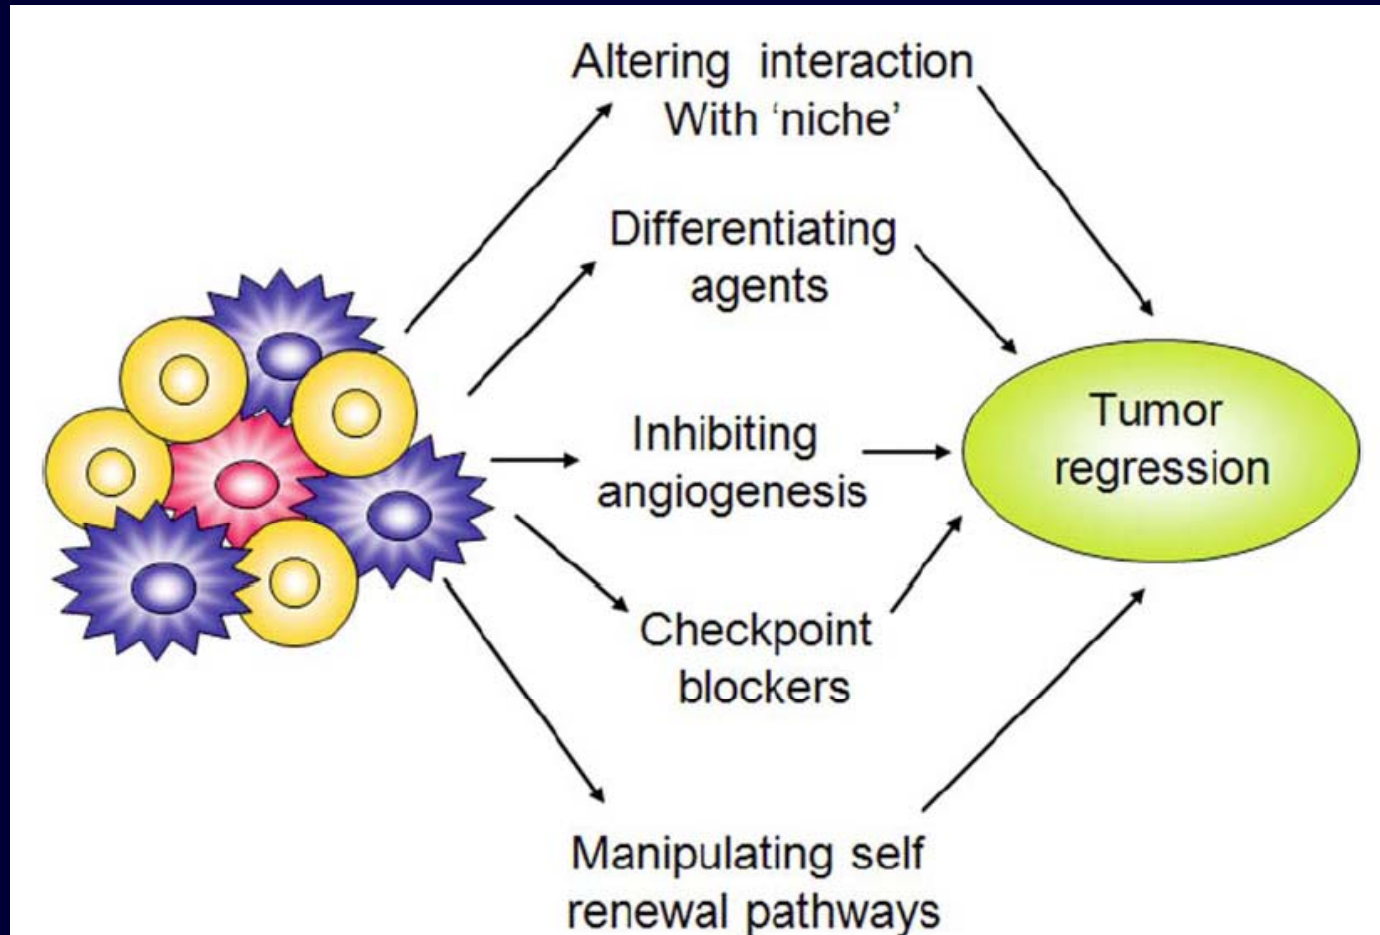 Altering interaction
With ‘niche’
Differentiating
agents
Inhibiting
angiogenesis
Checkpoint
blockers
Manipulating self
renewal pathways
Tumor
regression